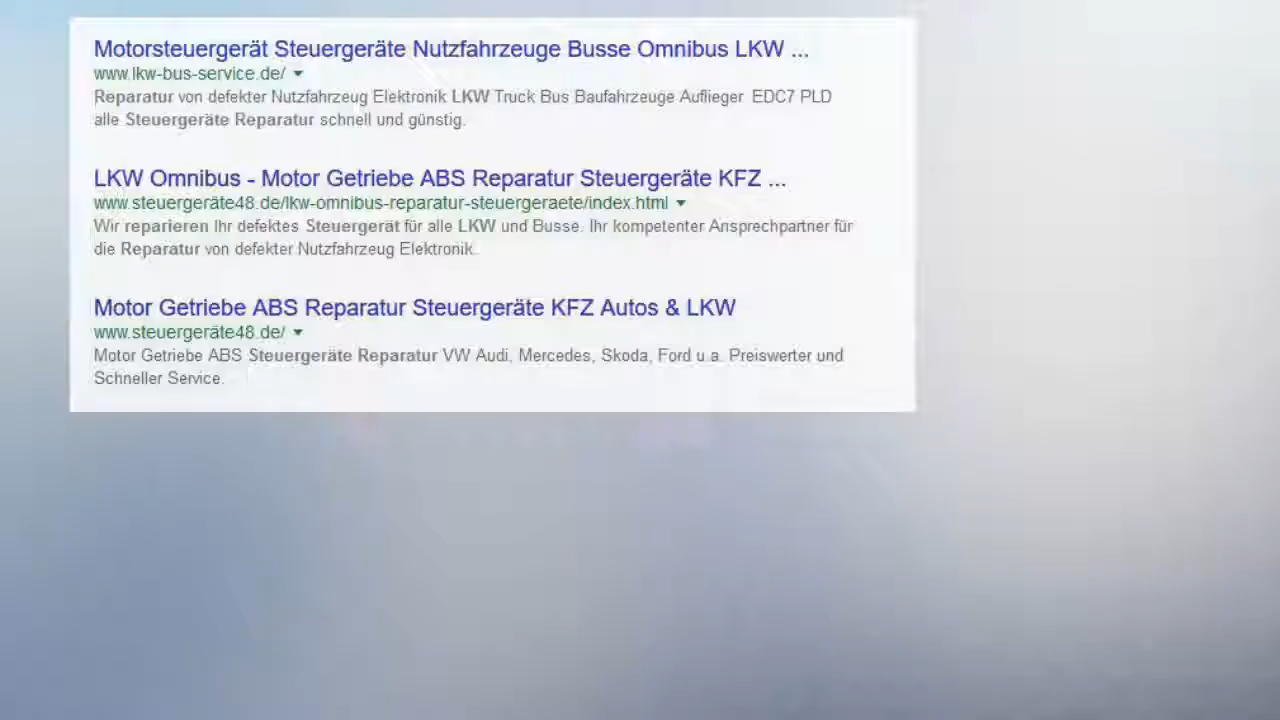 Motorsteuergerät Steuergeräte Nutzfahrzeuge Busse Omnibus LKW ...
www.lkw-bus-service.de/
Reparatur von defekter Nutzfahrzeug Elektronik LKW Truck Bus Baufahrzeuge Auflieger EDC7 PLD
alle Steuergeräte Reparatur schnell und günstig.
LKW Omnibus - Motor Getriebe ABS Reparatur Steuergeräte KFZ ...
www.steuergeräte48.de/lkw-omnibus-reparatur-steuergeraete/index.html
Wir reparieren Ihr defektes Steuergerät für alle LKW und Busse. Ihr kompetenter Ansprechpartner für
die Reparatur von defekter Nutzfahrzeug Elektronik.
Motor Getriebe ABS Reparatur Steuergeräte KFZ Autos & LKW
www.steuergeräte48.de/
Motor Getriebe ABS Steuergeräte Reparatur VW Audi, Mercedes, Skoda, Ford u.a. Preiswerter und
Schneller Service.